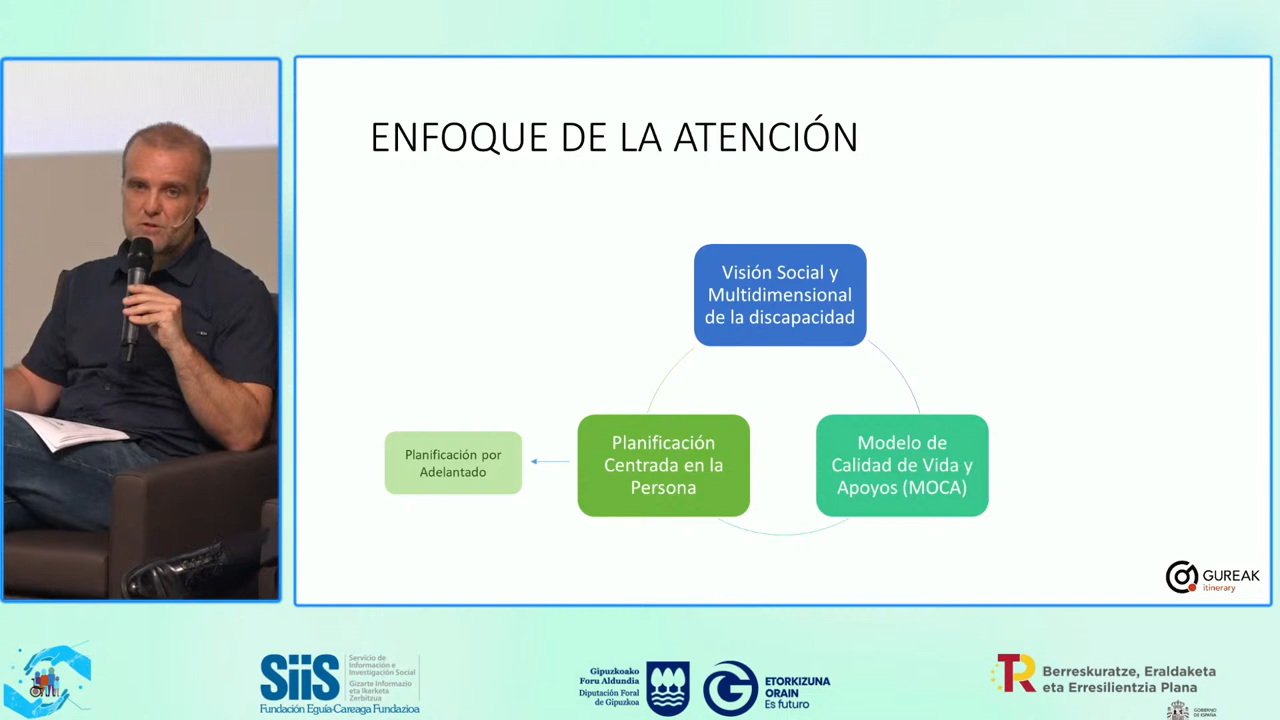 ENFOQUE DE LA ATENCIÓN
Visión Social y
Multidimensional
de la discapacidad
Planificación por
Adelantado
Planificación
Centrada en la
Persona
Modelo de
Calidad de Vida y
Apoyos (MOCA)
GUREAK
itinerary
SiiS
Servicio de
Información e
Investigación Social
Gizarte Informazio
eta Ikerketa
Zerbitzua
Fundación Eguía-Careaga Fundazioa
Gipuzkoako
Foru Aldundia
Diputación Foral
de Gipuzkoa
ETORKIZUNA
ORAIN
Es futuro
Berreskuratze, Eraldaketa
eta Erresilientzia Plana
GOBIERNO
DE ESPAÑA